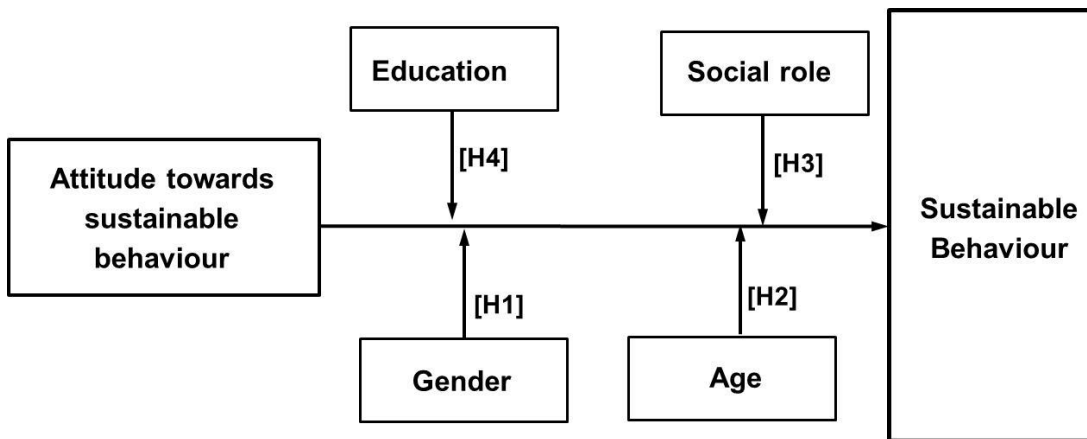 Education
Social role
[H4]
[H3]
Attitude towards
sustainable
behaviour
Sustainable
Behaviour
[H1]
[H2]
Gender
Age